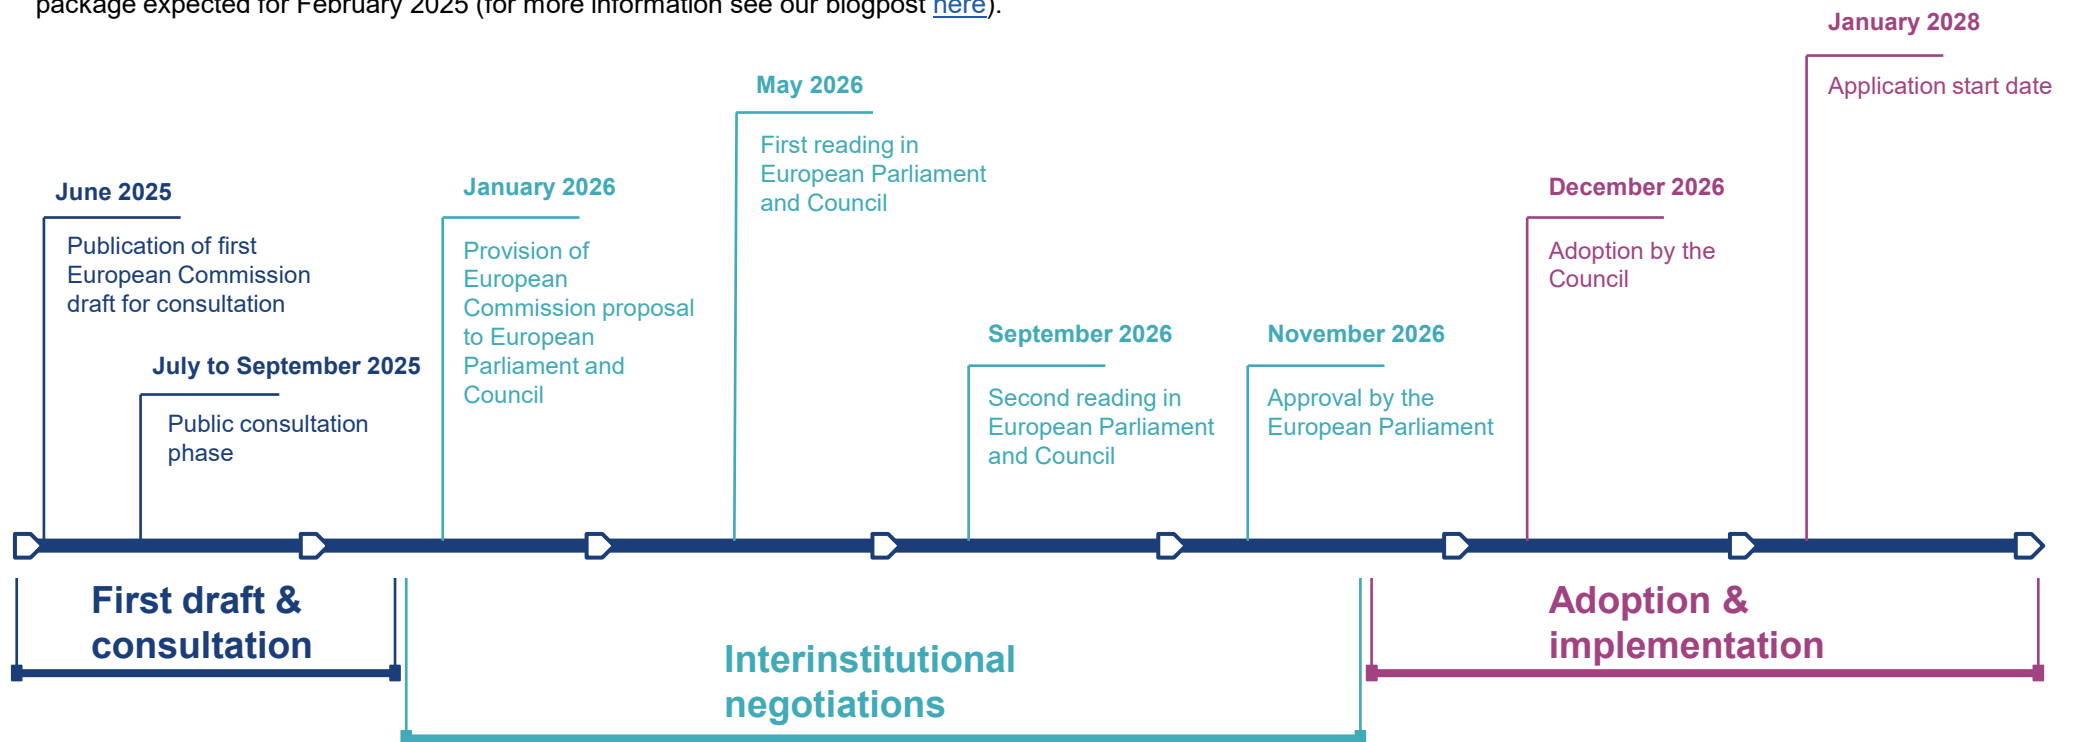 package expected for February 2025 (for more information see our blogpost here).
June 2025
Publication of first
European Commission
draft for consultation
July to September 2025
Public consultation
phase
January 2026
Provision of
European
Commission proposal
to European
Parliament and
Council
May 2026
First reading in
European Parliament
and Council
September 2026
Second reading in
European Parliament
and Council
November 2026
Approval by the
European Parliament
December 2026
Adoption by the
Council
January 2028
Application start date
First draft &
consultation
Interinstitutional
negotiations
Adoption &
implementation